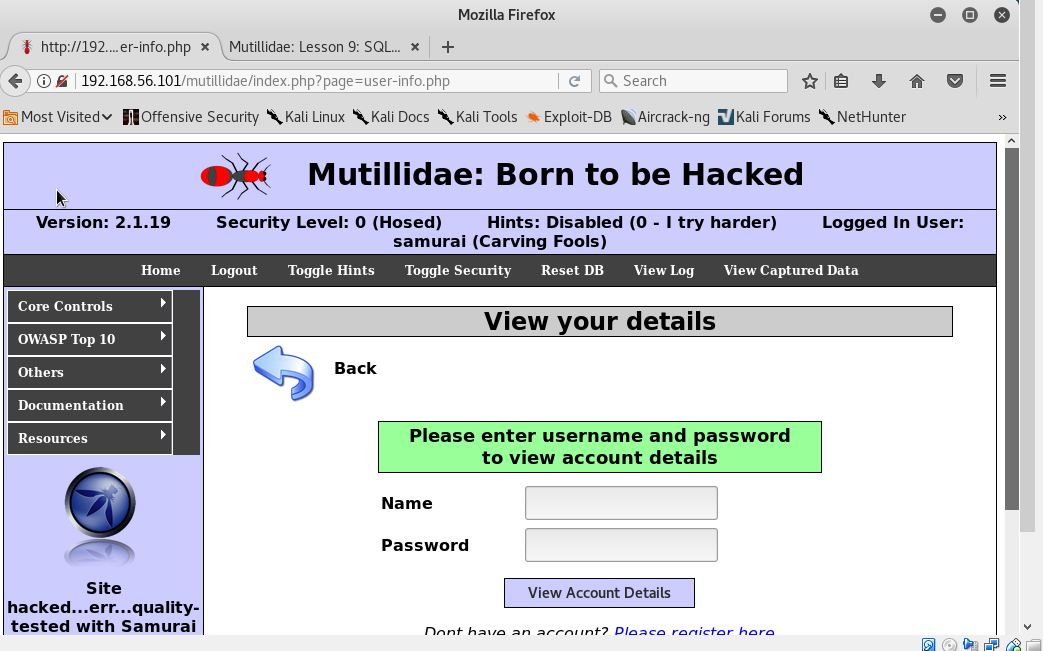 Mozilla Firefox
http://192....er-info.php × Mutillidae: Lesson 9: SQL... × +
192.168.56.101/mutillidae/index.php?page=user-info.php Search
Most Visited Offensive Security Kali Linux Kali Docs Kali Tools Exploit-DB Aircrack-ng Kali Forums NetHunter »
Mutillidae: Born to be Hacked
Version: 2.1.19 Security Level: 0 (Hosed) Hints: Disabled (0 - I try harder) Logged In User:
samurai (Carving Fools)
Home Logout Toggle Hints Toggle Security Reset DB View Log View Captured Data
Core Controls
OWASP Top 10
Others
Documentation
Resources
Site
hacked...err...quality-
tested with Samurai
View your details
Back
Please enter username and password
to view account details
Name
Password
View Account Details
Dont have an account? Please register here